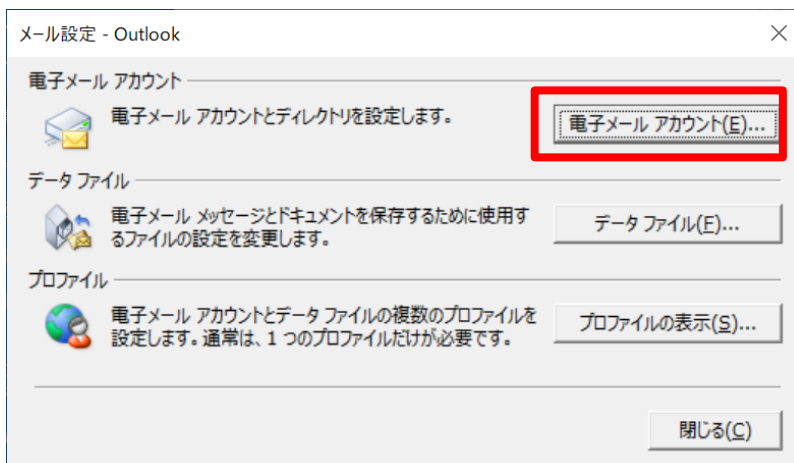 メール設定 - Outlook
電子メール アカウント
電子メール アカウントとディレクトリを設定します。
電子メール アカウント(E)...
データ ファイル
電子メール メッセージとドキュメントを保存するために使用す
るファイルの設定を変更します。
データ ファイル(F)...
プロファイル
電子メール アカウントとデータ ファイルの複数のプロファイルを
設定します。通常は、1 つのプロファイルだけが必要です。
プロファイルの表示(S)...
閉じる(C)